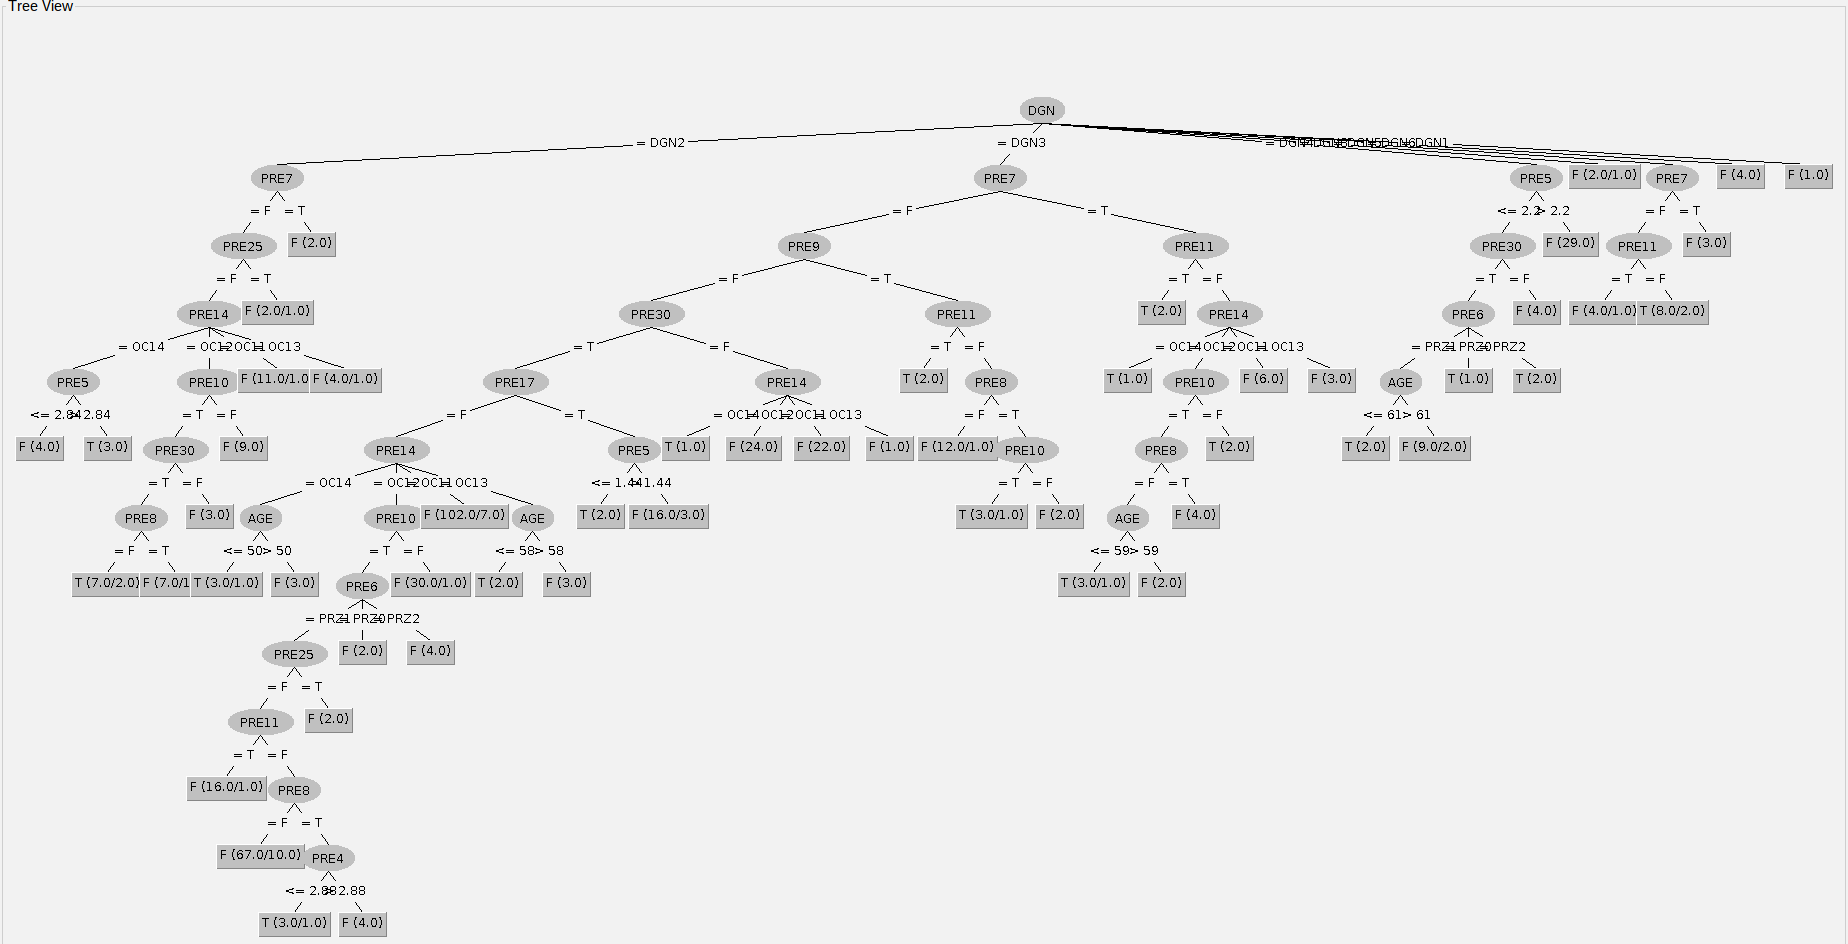 Tree View
DGN
= DGN2 = DGN3 = DGN4 DGN5 DGN6 DGN1
PRE7 PRE7 PRE5 F (2.0/1.0) PRE7 F (4.0) F (1.0)
= F = T = F = T <= 2.2 > 2.2 = F = T
PRE25 F (2.0) PRE9 PRE11 PRE30 F (29.0) PRE11 F (3.0)
= F = T = F = T = T = F = T = F = T = F
PRE14 F (2.0/1.0) PRE30 PRE11 T (2.0) PRE14 PRE6 F (4.0) F (4.0/1.0) T (8.0/2.0)
= OC14 = OC12 = OC11 = OC13 = T = F = T = F = OC14 = OC12 = OC11 = OC13 = PRZ1 = PRZ0 = PRZ2
PRE5 PRE10 F (11.0/1.0 F (4.0/1.0) PRE17 PRE14 T (2.0) PRE8 T (1.0) PRE10 F (6.0) F (3.0) AGE T (1.0) T (2.0)
<= 2.84 > 2.84 = T = F = F = T = OC14 = OC12 = OC11 = OC13 = F = T = T = F <= 61 > 61
F (4.0) T (3.0) PRE30 F (9.0) PRE14 PRE5 T (1.0) F (24.0) F (22.0) F (1.0) F (12.0/1.0) PRE10 PRE8 T (2.0) T (2.0) F (9.0/2.0)
= T = F = OC14 = OC12 = OC11 = OC13 <= 1.44 > 1.44 = T = F = F = T
PRE8 F (3.0) AGE PRE10 F (102.0/7.0) AGE T (2.0) F (16.0/3.0) T (3.0/1.0) F (2.0) AGE F (4.0)
= F = T <= 50 > 50 = T = F <= 58 > 58 <= 59 > 59
T (7.0/2.0) F (7.0/1 T (3.0/1.0) F (3.0) PRE6 F (30.0/1.0) T (2.0) F (3.0) T (3.0/1.0) F (2.0)
= PRZ1 = PRZ0 = PRZ2
PRE25 F (2.0) F (4.0)
= F = T
PRE11 F (2.0)
= T = F
F (16.0/1.0) PRE8
= F = T
F (67.0/10.0) PRE4
<= 2.88 > 2.88
T (3.0/1.0) F (4.0)